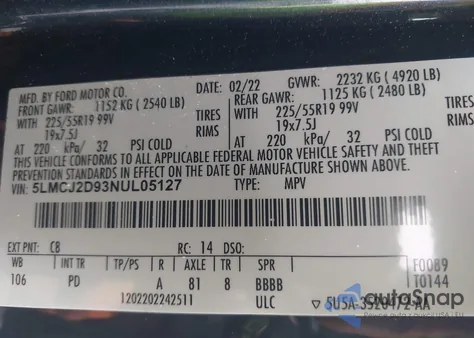 MFD. BY FORD MOTOR CO.
DATE: 02/22 GVWR: 2232 KG (4920 LB)
FRONT GAWR: 1152 KG (2540 LB) REAR GAWR: 1125 KG (2480 LB)
WITH 225/55R19 99V TIRES WITH 225/55R19 99V TIRES
19x7.5J RIMS 19x7.5J RIMS
AT 220 kPa/ 32 PSI COLD AT 220 kPa/ 32 PSI COLD
THIS VEHICLE CONFORMS TO ALL APPLICABLE FEDERAL MOTOR VEHICLE SAFETY AND THEFT
PREVENTION STANDARDS IN EFFECT ON THE DATE OF MANUFACTURE SHOWN ABOVE.
VIN: 5LMCJ2D93NUL05127 TYPE: MPV
EXT PNT: CB RC: 14 DSO:
WB INT TR TP/PS R AXLE TR SPR F0089
106 PD A 81 8 BBBB T0144
1202202242511 ULC 5U5A-3520472-AA
autoSnap